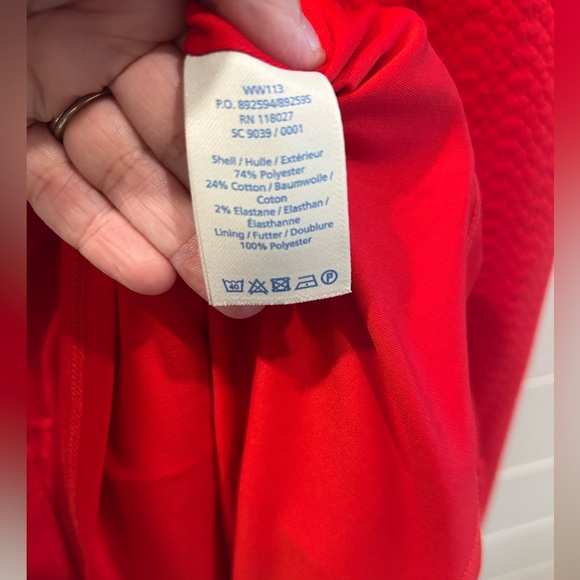 WW113
P.O. 892594/892595
RN 118027
SC 9039 / 0001
Shell / Hulle / Extérieur
74% Polyester
24% Cotton / Baumwolle /
Coton
2% Elastane / Elasthan /
Élasthanne
Lining / Futter / Doublure
100% Polyester
40
P